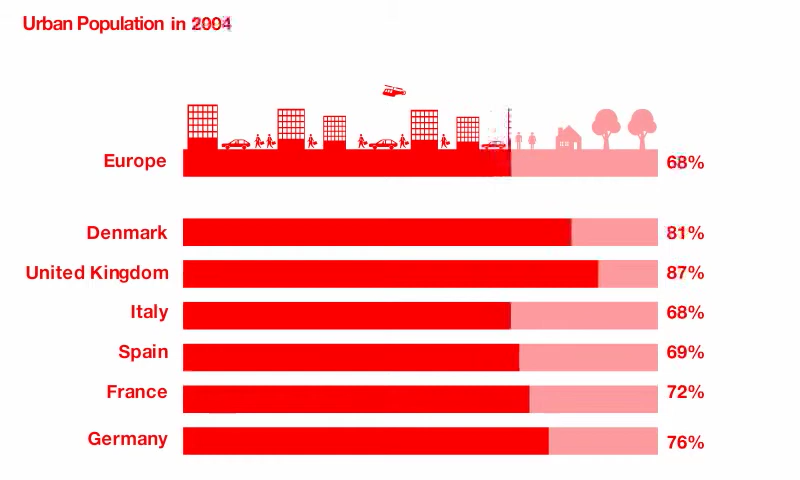 Urban Population in 2004
Europe 68%
Denmark 81%
United Kingdom 87%
Italy 68%
Spain 69%
France 72%
Germany 76%